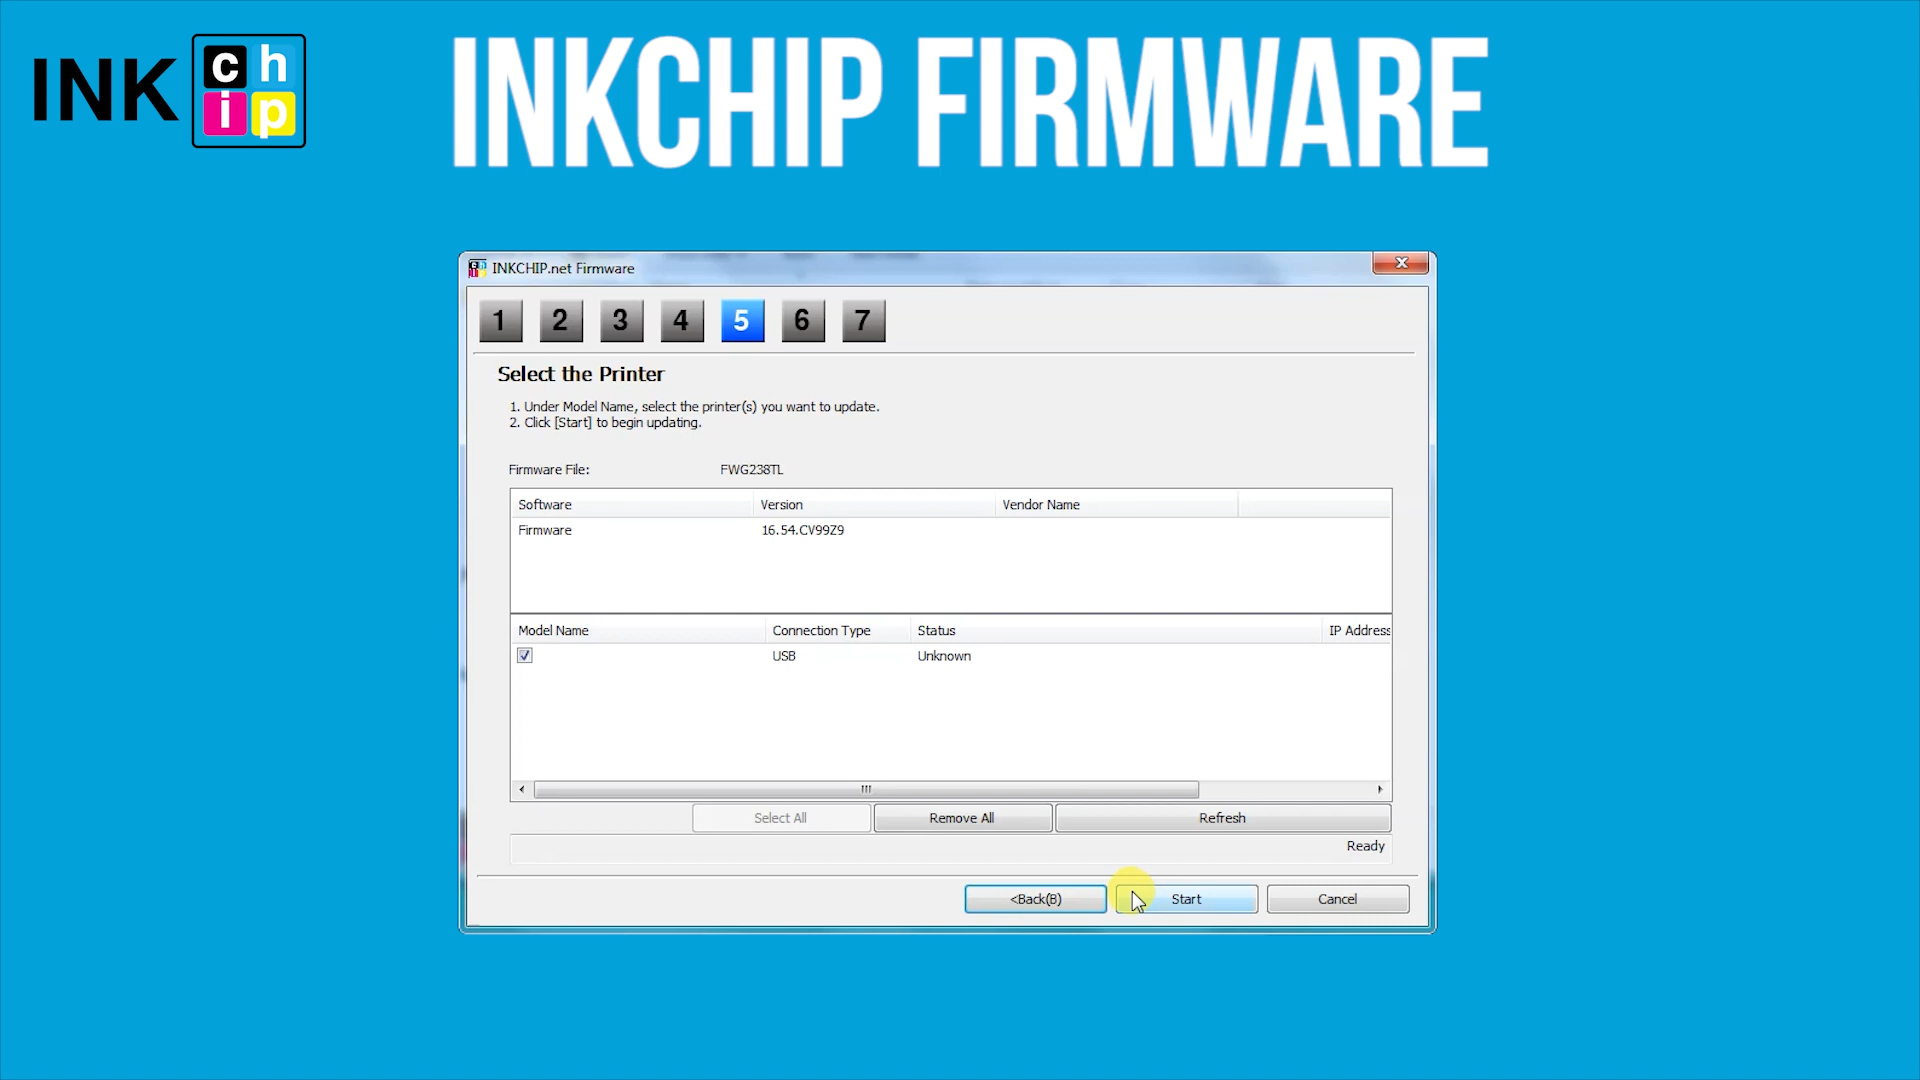 INK chip
INKCHIP FIRMWARE
INKCHIP.net Firmware
1 2 3 4 5 6 7
Select the Printer
1. Under Model Name, select the printer(s) you want to update.
2. Click [Start] to begin updating.
Firmware File: FWG238TL
Software Version Vendor Name
Firmware 16.54.CV99Z9
Model Name Connection Type Status IP Address
USB Unknown
Select All Remove All Refresh
Ready
<Back(B) Start Cancel